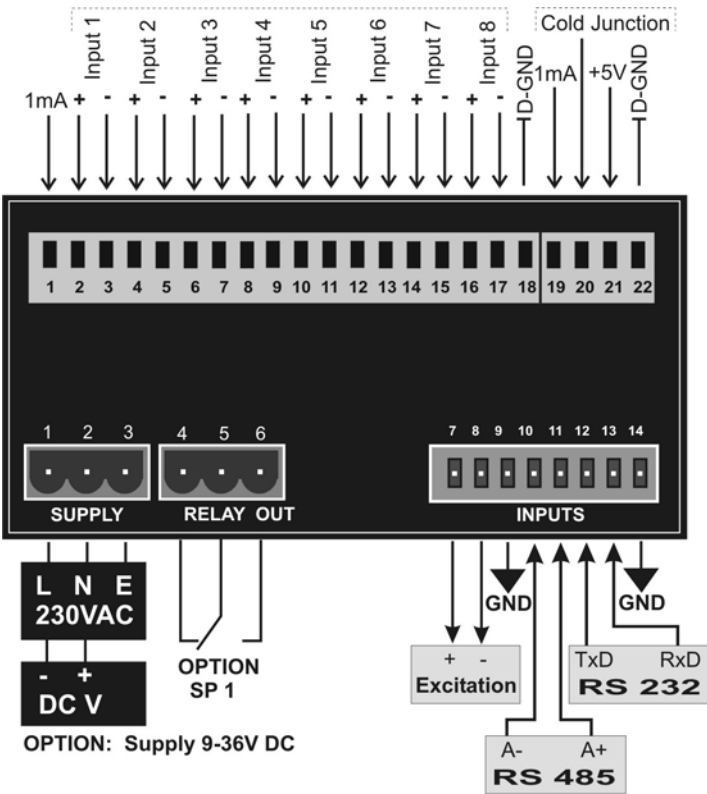 Input 1 Input 2 Input 3 Input 4 Input 5 Input 6 Input 7 Input 8 D-GND Cold Junction
1mA + - + - + - + - + - + - + - + - 1mA +5V D-GND
1 2 3 4 5 6 7 8 9 10 11 12 13 14 15 16 17 18 19 20 21 22
1 2 3 4 5 6 7 8 9 10 11 12 13 14
SUPPLY RELAY OUT INPUTS
L N E
230VAC
GND GND
- +
DC V
OPTION
SP 1
+ -
Excitation
TxD RxD
RS 232
OPTION: Supply 9-36V DC
A- A+
RS 485